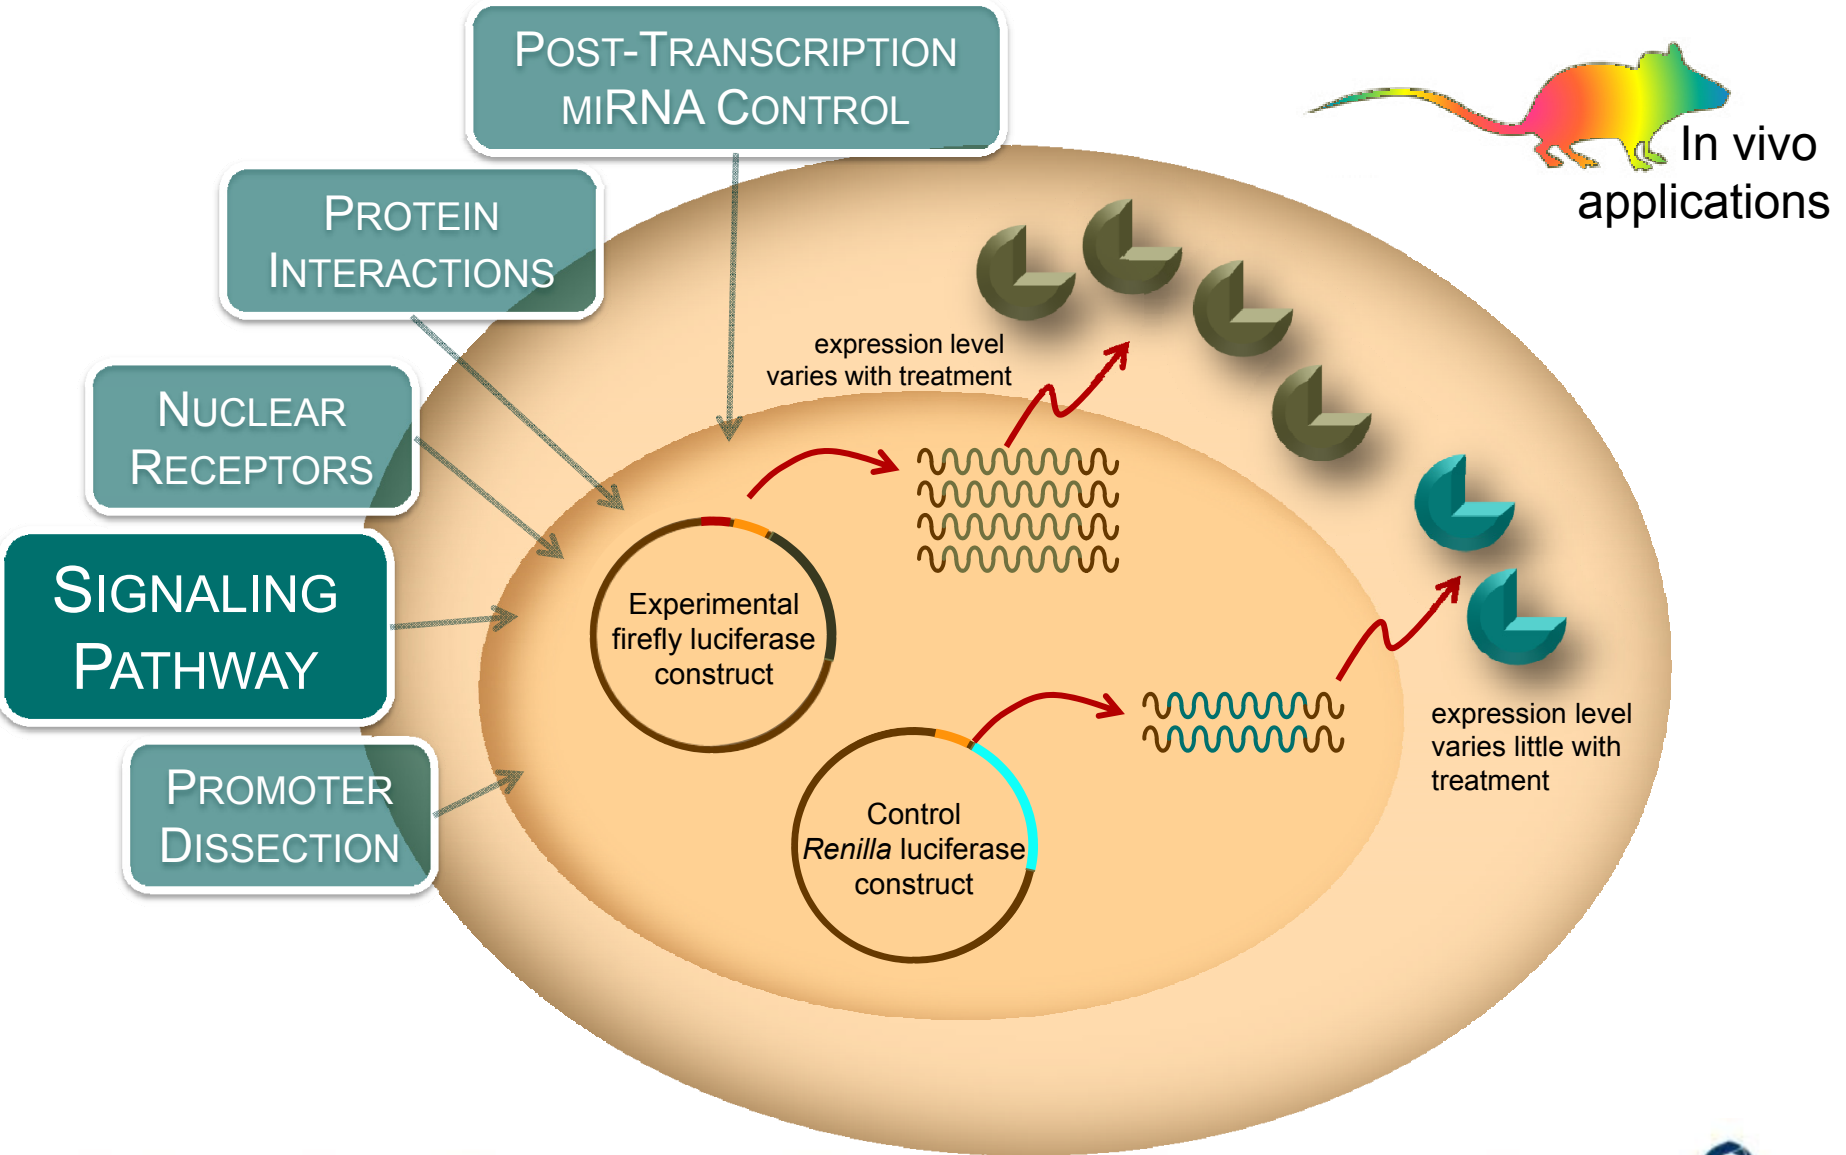 POST-TRANSCRIPTION
MIRNA CONTROL
In vivo
applications
PROTEIN
INTERACTIONS
expression level
varies with treatment
NUCLEAR
RECEPTORS
SIGNALING
PATHWAY
Experimental
firefly luciferase
construct
expression level
varies little with
treatment
PROMOTER
DISSECTION
Control
Renilla luciferase
construct